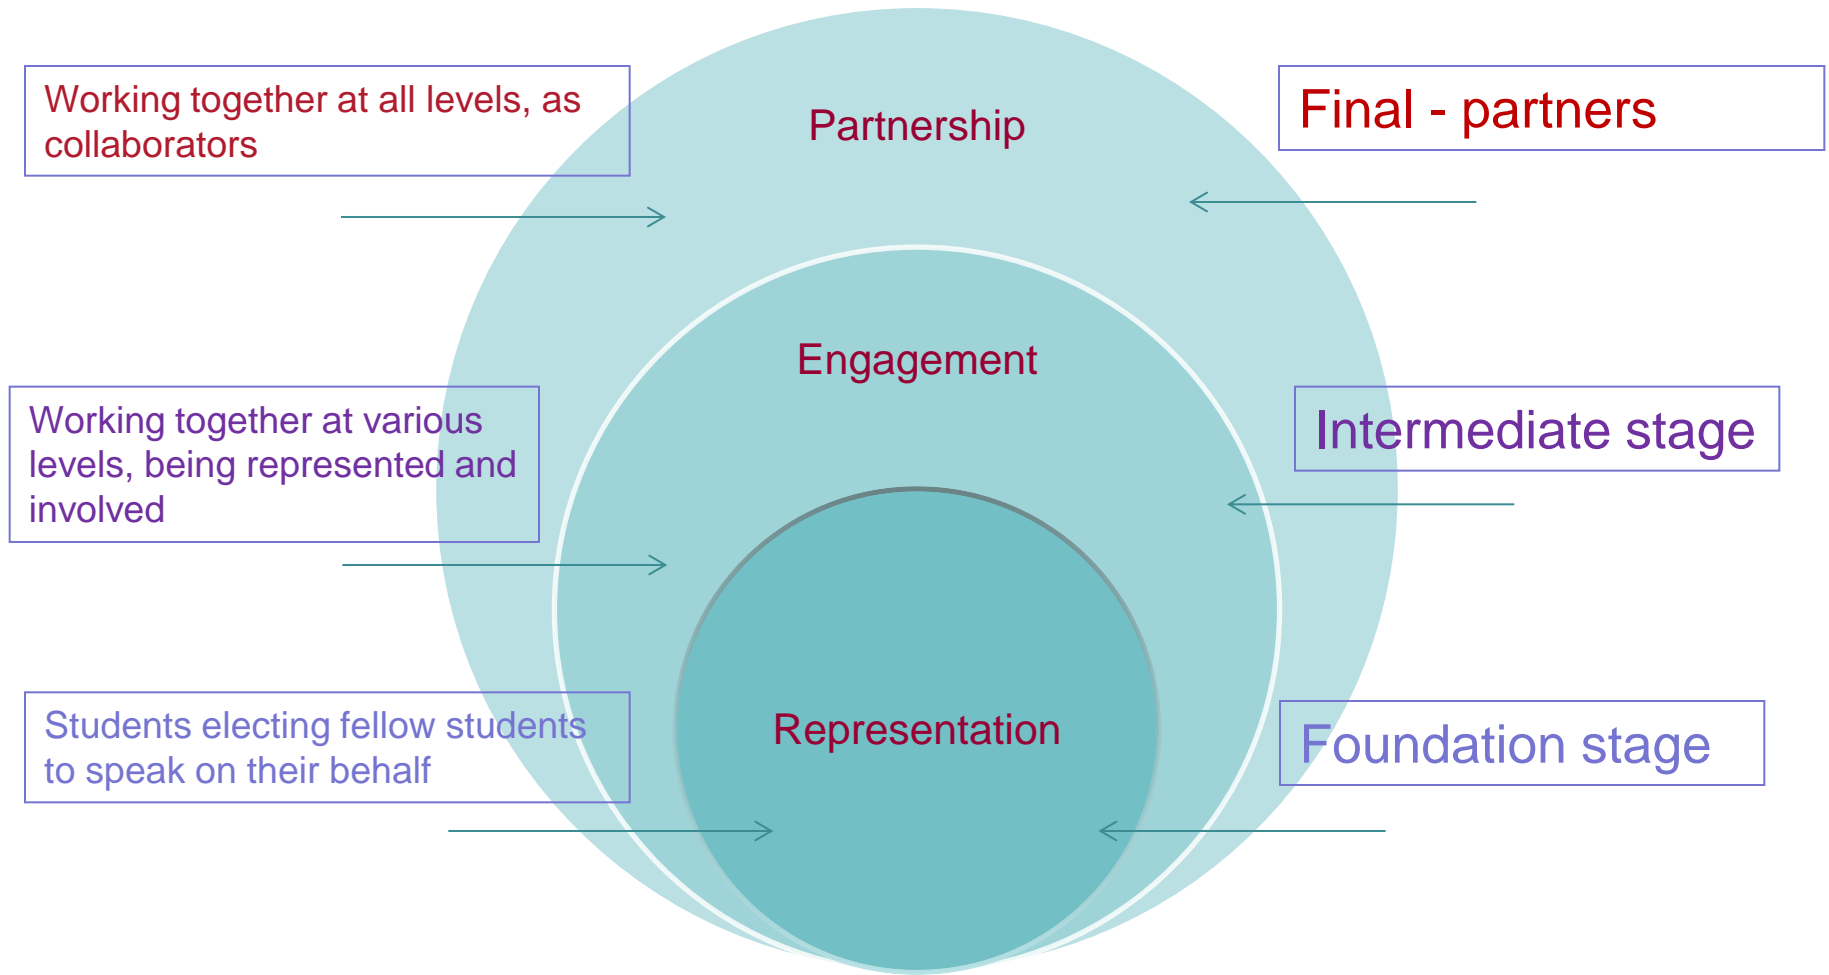 Working together at all levels, as
collaborators
Partnership
Final - partners
Engagement
Working together at various
levels, being represented and
involved
Intermediate stage
Students electing fellow students
to speak on their behalf
Representation
Foundation stage